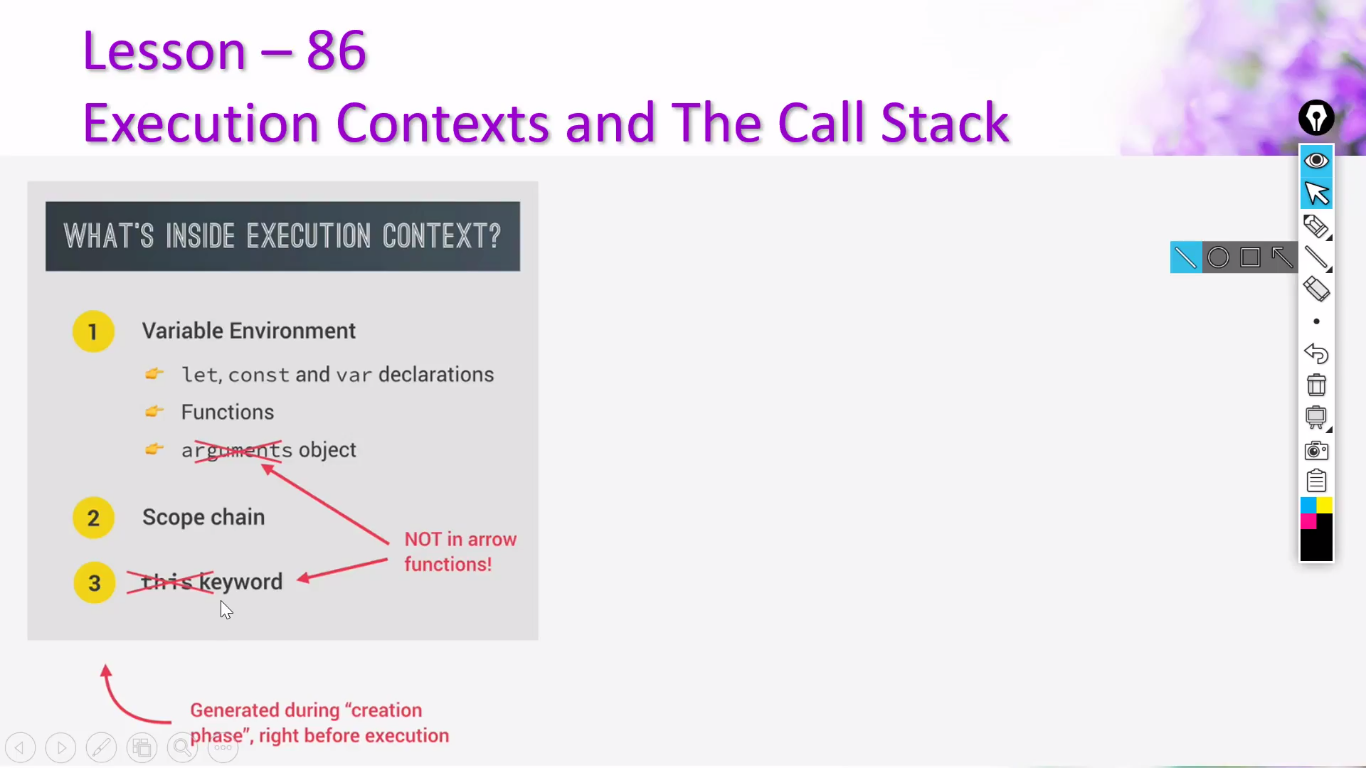 Lesson – 86
Execution Contexts and The Call Stack
WHAT'S INSIDE EXECUTION CONTEXT?
1 Variable Environment
let, const and var declarations
Functions
arguments object
2 Scope chain
NOT in arrow
functions!
3 this keyword
Generated during “creation
phase”, right before execution